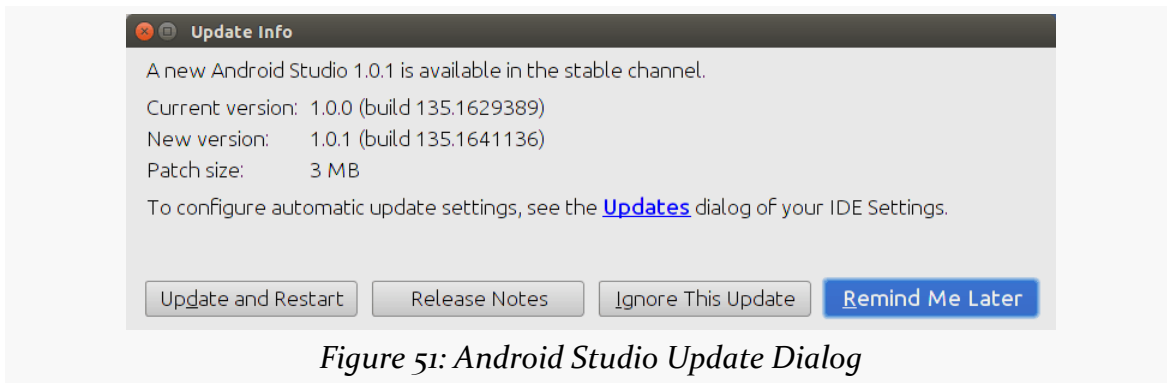 Update Info
A new Android Studio 1.0.1 is available in the stable channel.
Current version: 1.0.0 (build 135.1629389)
New version: 1.0.1 (build 135.1641136)
Patch size: 3 MB
To configure automatic update settings, see the Updates dialog of your IDE Settings.
Update and Restart Release Notes Ignore This Update Remind Me Later
Figure 51: Android Studio Update Dialog